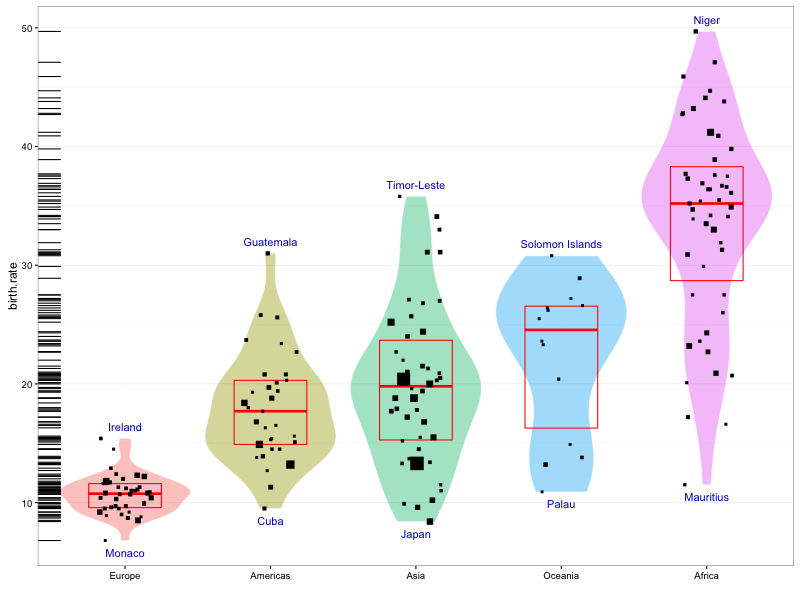 Niger
50
40
Timor-Leste
Guatemala
Solomon Islands
30
birth.rate
20
Ireland
Mauritius
10
Palau
Cuba
Japan
Monaco
Europe
Americas
Asia
Oceania
Africa